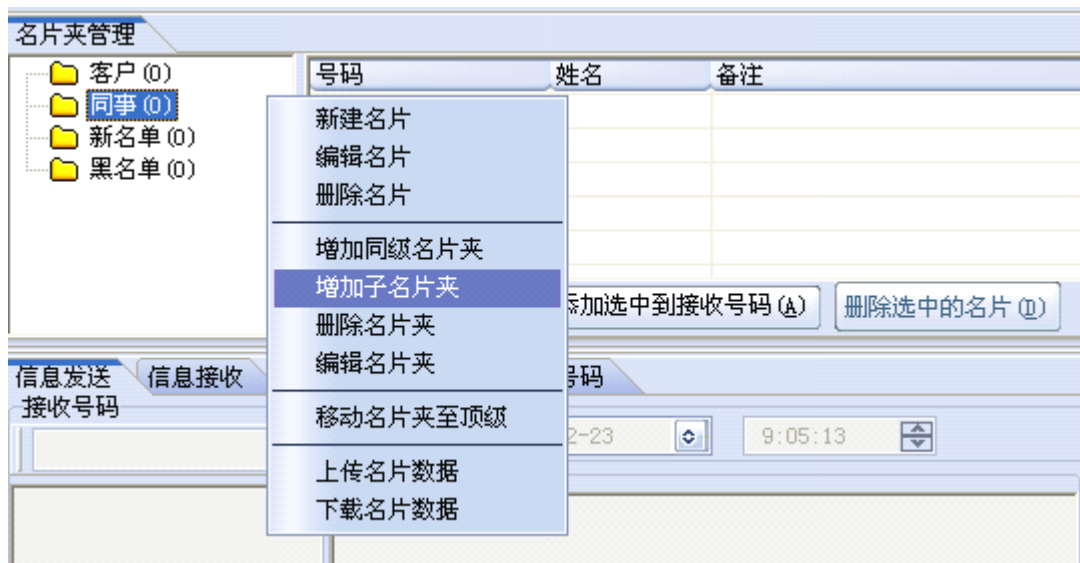 名片夹管理
客户(0)
同事(0)
新名单(0)
黑名单(0)
号码 姓名 备注
新建名片
编辑名片
删除名片
增加同级名片夹
增加子名片夹
删除名片夹
编辑名片夹
移动名片夹至顶级
上传名片数据
下载名片数据
加选中到接收号码(A) 删除选中的名片(D)
信息发送 信息接收 号码
接收号码
2-23 9:05:13